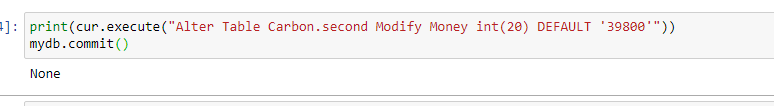 4]: print(cur.execute("Alter Table Carbon.second Modify Money int(20) DEFAULT '39800'"))
mydb.commit()
None